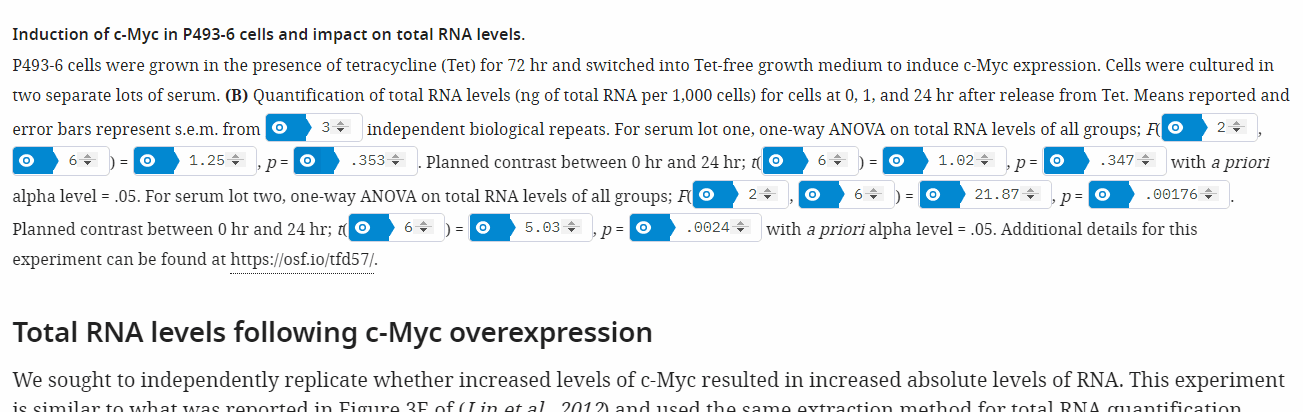 Induction of c-Myc in P493-6 cells and impact on total RNA levels.
P493-6 cells were grown in the presence of tetracycline (Tet) for 72 hr and switched into Tet-free growth medium to induce c-Myc expression. Cells were cultured in
two separate lots of serum. (B) Quantification of total RNA levels (ng of total RNA per 1,000 cells) for cells at 0, 1, and 24 hr after release from Tet. Means reported and
error bars represent s.e.m. from 3 independent biological repeats. For serum lot one, one-way ANOVA on total RNA levels of all groups; F( 2 ,
6 ) = 1.25 , p = .353 . Planned contrast between 0 hr and 24 hr; t( 6 ) = 1.02 , p = .347 with a priori
alpha level = .05. For serum lot two, one-way ANOVA on total RNA levels of all groups; F( 2 , 6 ) = 21.87 , p = .00176 .
Planned contrast between 0 hr and 24 hr; t( 6 ) = 5.03 , p = .0024 with a priori alpha level = .05. Additional details for this
experiment can be found at https://osf.io/tfd57/.
Total RNA levels following c-Myc overexpression
We sought to independently replicate whether increased levels of c-Myc resulted in increased absolute levels of RNA. This experiment
is similar to what was reported in Figure 3E of (Lin et al., 2012) and used the same extraction method for total RNA quantification